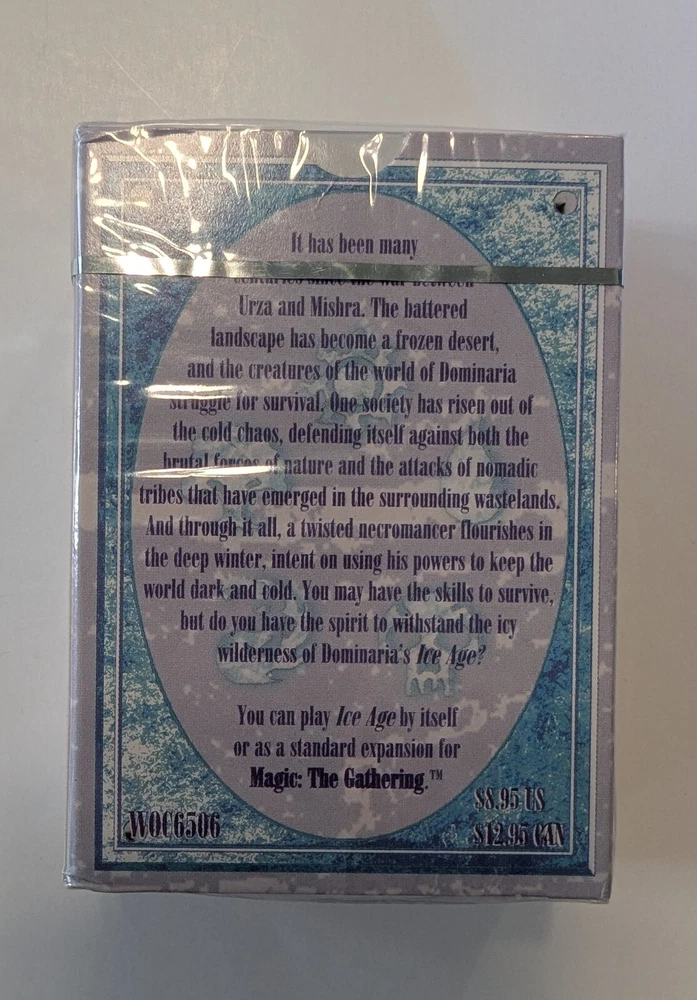 It has been many
centuries since the war between
Urza and Mishra. The battered
landscape has become a frozen desert,
and the creatures of the world of Dominaria
struggle for survival. One society has risen out of
the cold chaos, defending itself against both the
brutal forces of nature and the attacks of nomadic
tribes that have emerged in the surrounding wastelands.
And through it all, a twisted necromancer flourishes in
the deep winter, intent on using his powers to keep the
world dark and cold. You may have the skills to survive,
but do you have the spirit to withstand the icy
wilderness of Dominaria's Ice Age?
You can play Ice Age by itself
or as a standard expansion for
Magic: The Gathering.™
WOC6506
$8.95 US
$12.95 CAN